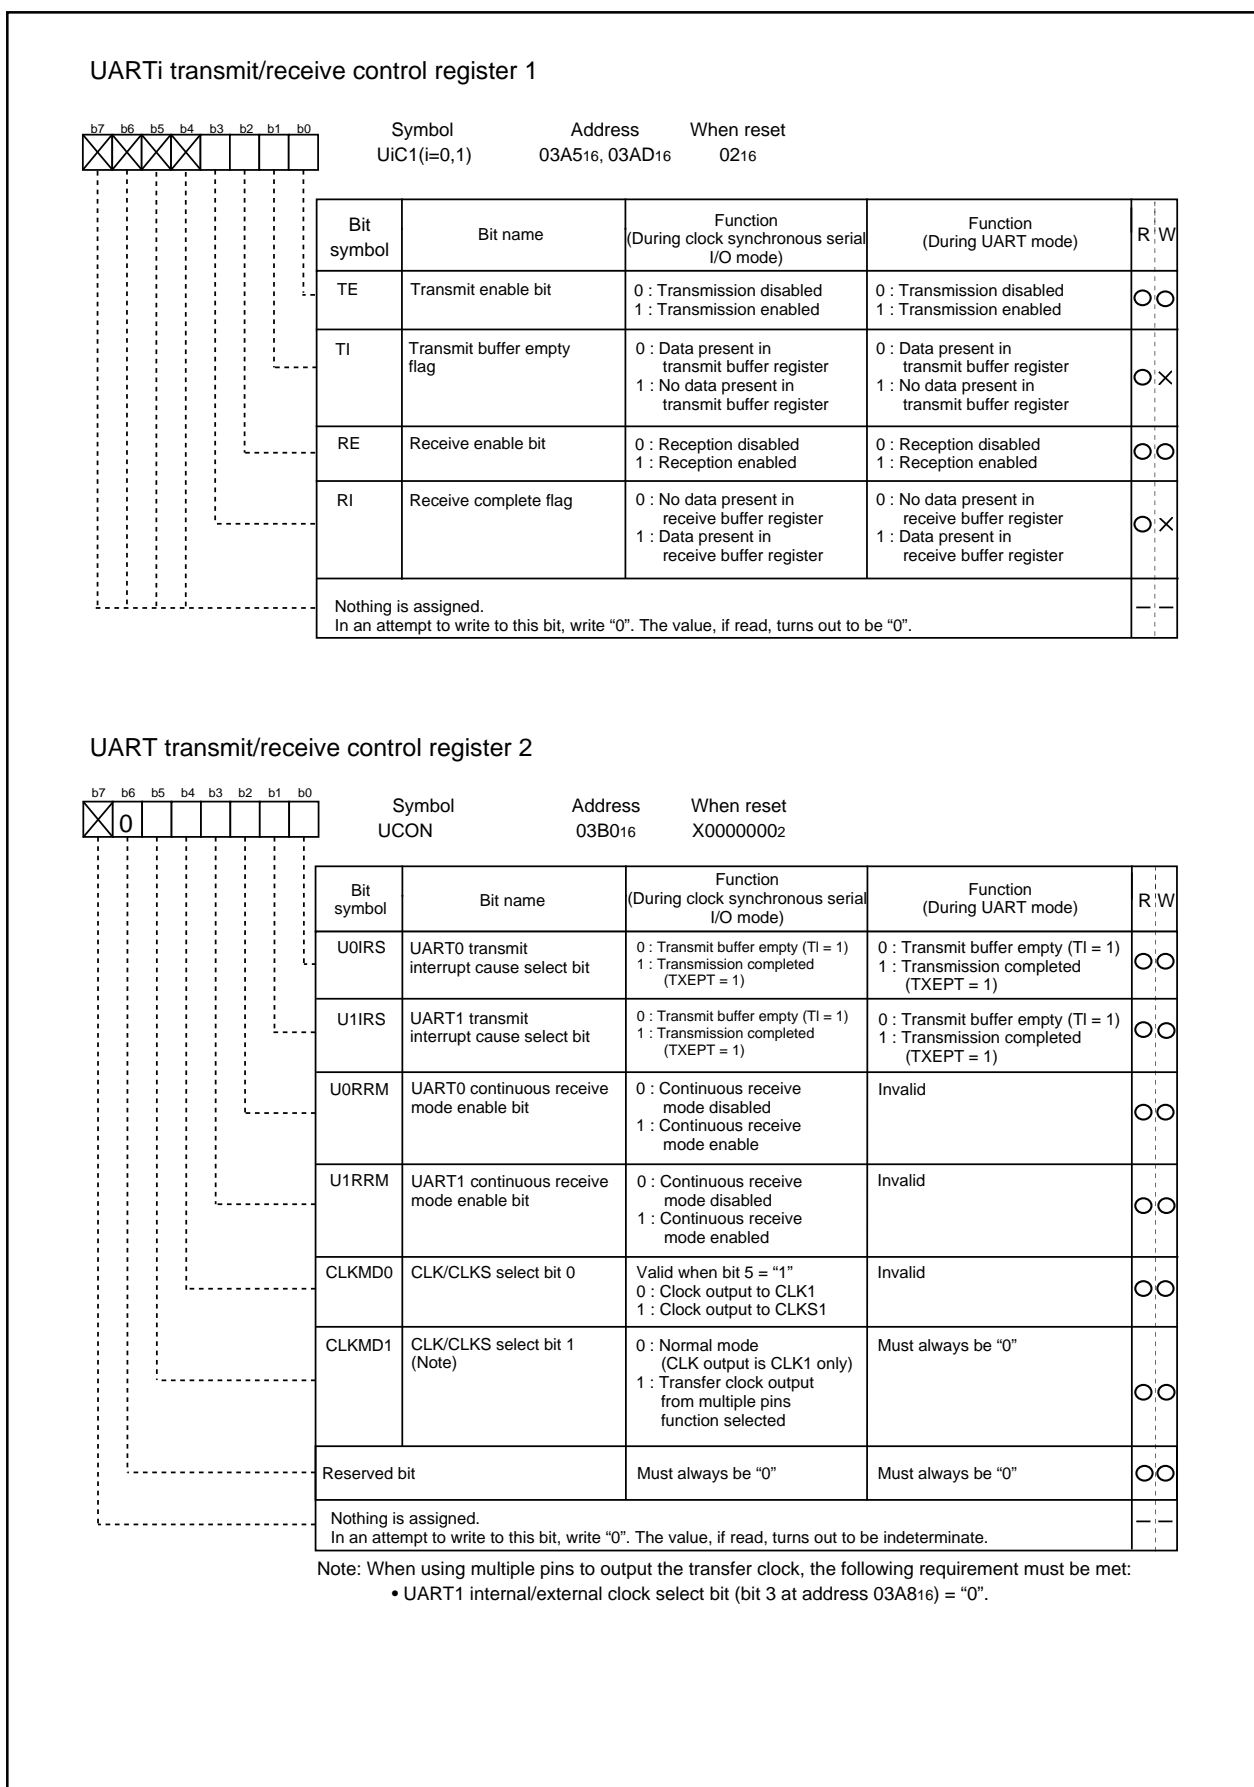 UARTi transmit/receive control register 1
b7 b6 b5 b4 b3 b2 b1 b0
Symbol Address When reset
UiC1(i=0,1) 03A516, 03AD16 0216
Bit symbol
Bit name
Function
(During clock synchronous serial
I/O mode)
Function
(During UART mode)
R W
TE
Transmit enable bit
0 : Transmission disabled
1 : Transmission enabled
0 : Transmission disabled
1 : Transmission enabled
TI
Transmit buffer empty
flag
0 : Data present in
transmit buffer register
1 : No data present in
transmit buffer register
0 : Data present in
transmit buffer register
1 : No data present in
transmit buffer register
RE
Receive enable bit
0 : Reception disabled
1 : Reception enabled
0 : Reception disabled
1 : Reception enabled
RI
Receive complete flag
0 : No data present in
receive buffer register
1 : Data present in
receive buffer register
0 : No data present in
receive buffer register
1 : Data present in
receive buffer register
Nothing is assigned.
In an attempt to write to this bit, write “0”. The value, if read, turns out to be “0”.
UART transmit/receive control register 2
b7 b6 b5 b4 b3 b2 b1 b0
0
Symbol Address When reset
UCON 03B016 X00000002
Bit
symbol
Bit name
Function
(During clock synchronous serial
I/O mode)
Function
(During UART mode)
R W
U0IRS
UART0 transmit
interrupt cause select bit
0 : Transmit buffer empty (TI = 1)
1 : Transmission completed
(TXEPT = 1)
0 : Transmit buffer empty (TI = 1)
1 : Transmission completed
(TXEPT = 1)
U1IRS
UART1 transmit
interrupt cause select bit
0 : Transmit buffer empty (TI = 1)
1 : Transmission completed
(TXEPT = 1)
0 : Transmit buffer empty (TI = 1)
1 : Transmission completed
(TXEPT = 1)
U0RRM
UART0 continuous receive
mode enable bit
0 : Continuous receive
mode disabled
1 : Continuous receive
mode enable
Invalid
U1RRM
UART1 continuous receive
mode enable bit
0 : Continuous receive
mode disabled
1 : Continuous receive
mode enabled
Invalid
CLKMD0
CLK/CLKS select bit 0
Valid when bit 5 = “1”
0 : Clock output to CLK1
1 : Clock output to CLKS1
Invalid
CLKMD1
CLK/CLKS select bit 1
(Note)
0 : Normal mode
(CLK output is CLK1 only)
1 : Transfer clock output
from multiple pins
function selected
Must always be “0”
Reserved bit
Must always be “0”
Must always be “0”
Nothing is assigned.
In an attempt to write to this bit, write “0”. The value, if read, turns out to be indeterminate.
Note: When using multiple pins to output the transfer clock, the following requirement must be met:
• UART1 internal/external clock select bit (bit 3 at address 03A816) = “0”.